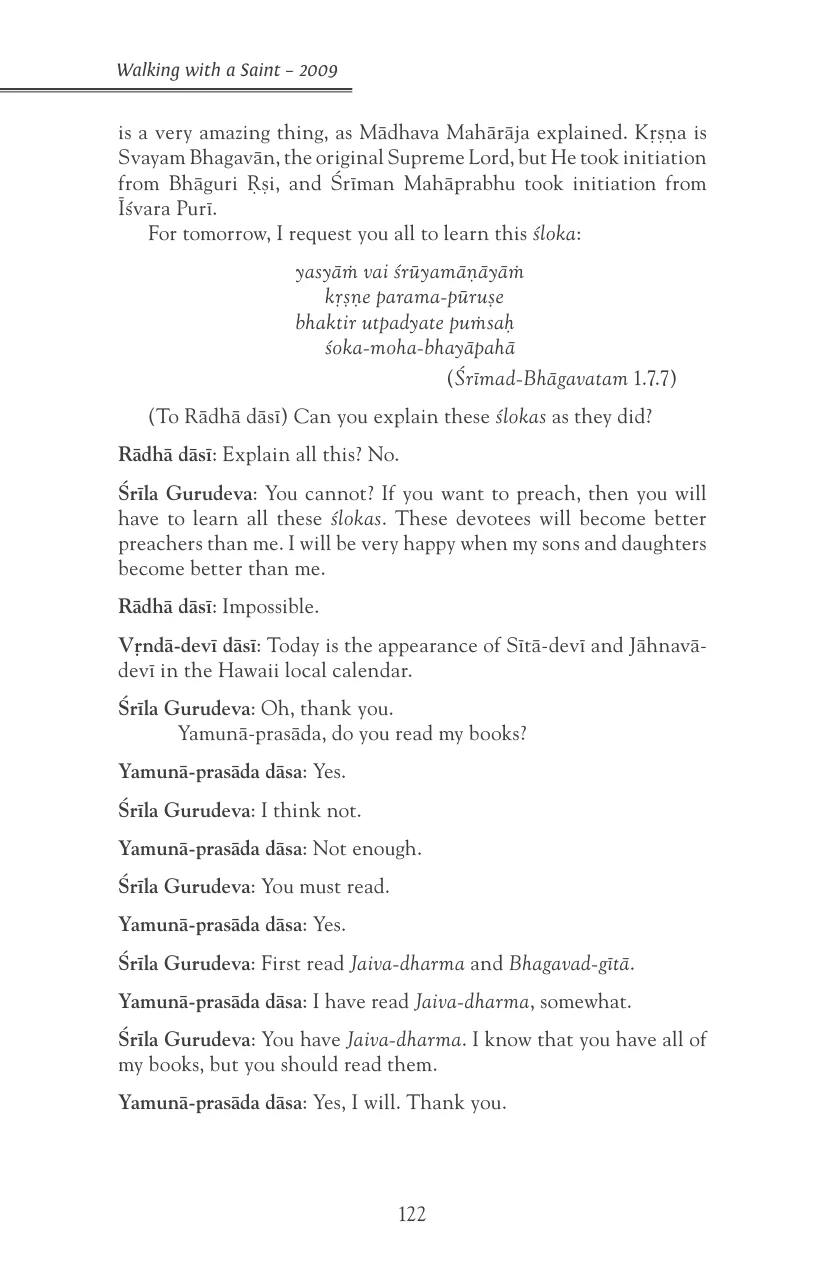 Walking with a Saint – 2009
is a very amazing thing, as Mādhava Mahārāja explained. Kṛṣṇa is
Svayam Bhagavān, the original Supreme Lord, but He took initiation
from Bhāguri Ṛṣi, and Śrīman Mahāprabhu took initiation from
Īśvara Purī.
For tomorrow, I request you all to learn this śloka:
yasyāṁ vai śrūyamāṇāyāṁ
kṛṣṇe parama-pūruṣe
bhaktir utpadyate puṁsaḥ
śoka-moha-bhayāpahā
(Śrīmad-Bhāgavatam 1.7.7)
(To Rādhā dāsī) Can you explain these ślokas as they did?
Rādhā dāsī: Explain all this? No.
Śrīla Gurudeva: You cannot? If you want to preach, then you will
have to learn all these ślokas. These devotees will become better
preachers than me. I will be very happy when my sons and daughters
become better than me.
Rādhā dāsī: Impossible.
Vṛndā-devī dāsī: Today is the appearance of Sītā-devī and Jāhnavā-
devī in the Hawaii local calendar.
Śrīla Gurudeva: Oh, thank you.
Yamunā-prasāda, do you read my books?
Yamunā-prasāda dāsa: Yes.
Śrīla Gurudeva: I think not.
Yamunā-prasāda dāsa: Not enough.
Śrīla Gurudeva: You must read.
Yamunā-prasāda dāsa: Yes.
Śrīla Gurudeva: First read Jaiva-dharma and Bhagavad-gītā.
Yamunā-prasāda dāsa: I have read Jaiva-dharma, somewhat.
Śrīla Gurudeva: You have Jaiva-dharma. I know that you have all of
my books, but you should read them.
Yamunā-prasāda dāsa: Yes, I will. Thank you.
122